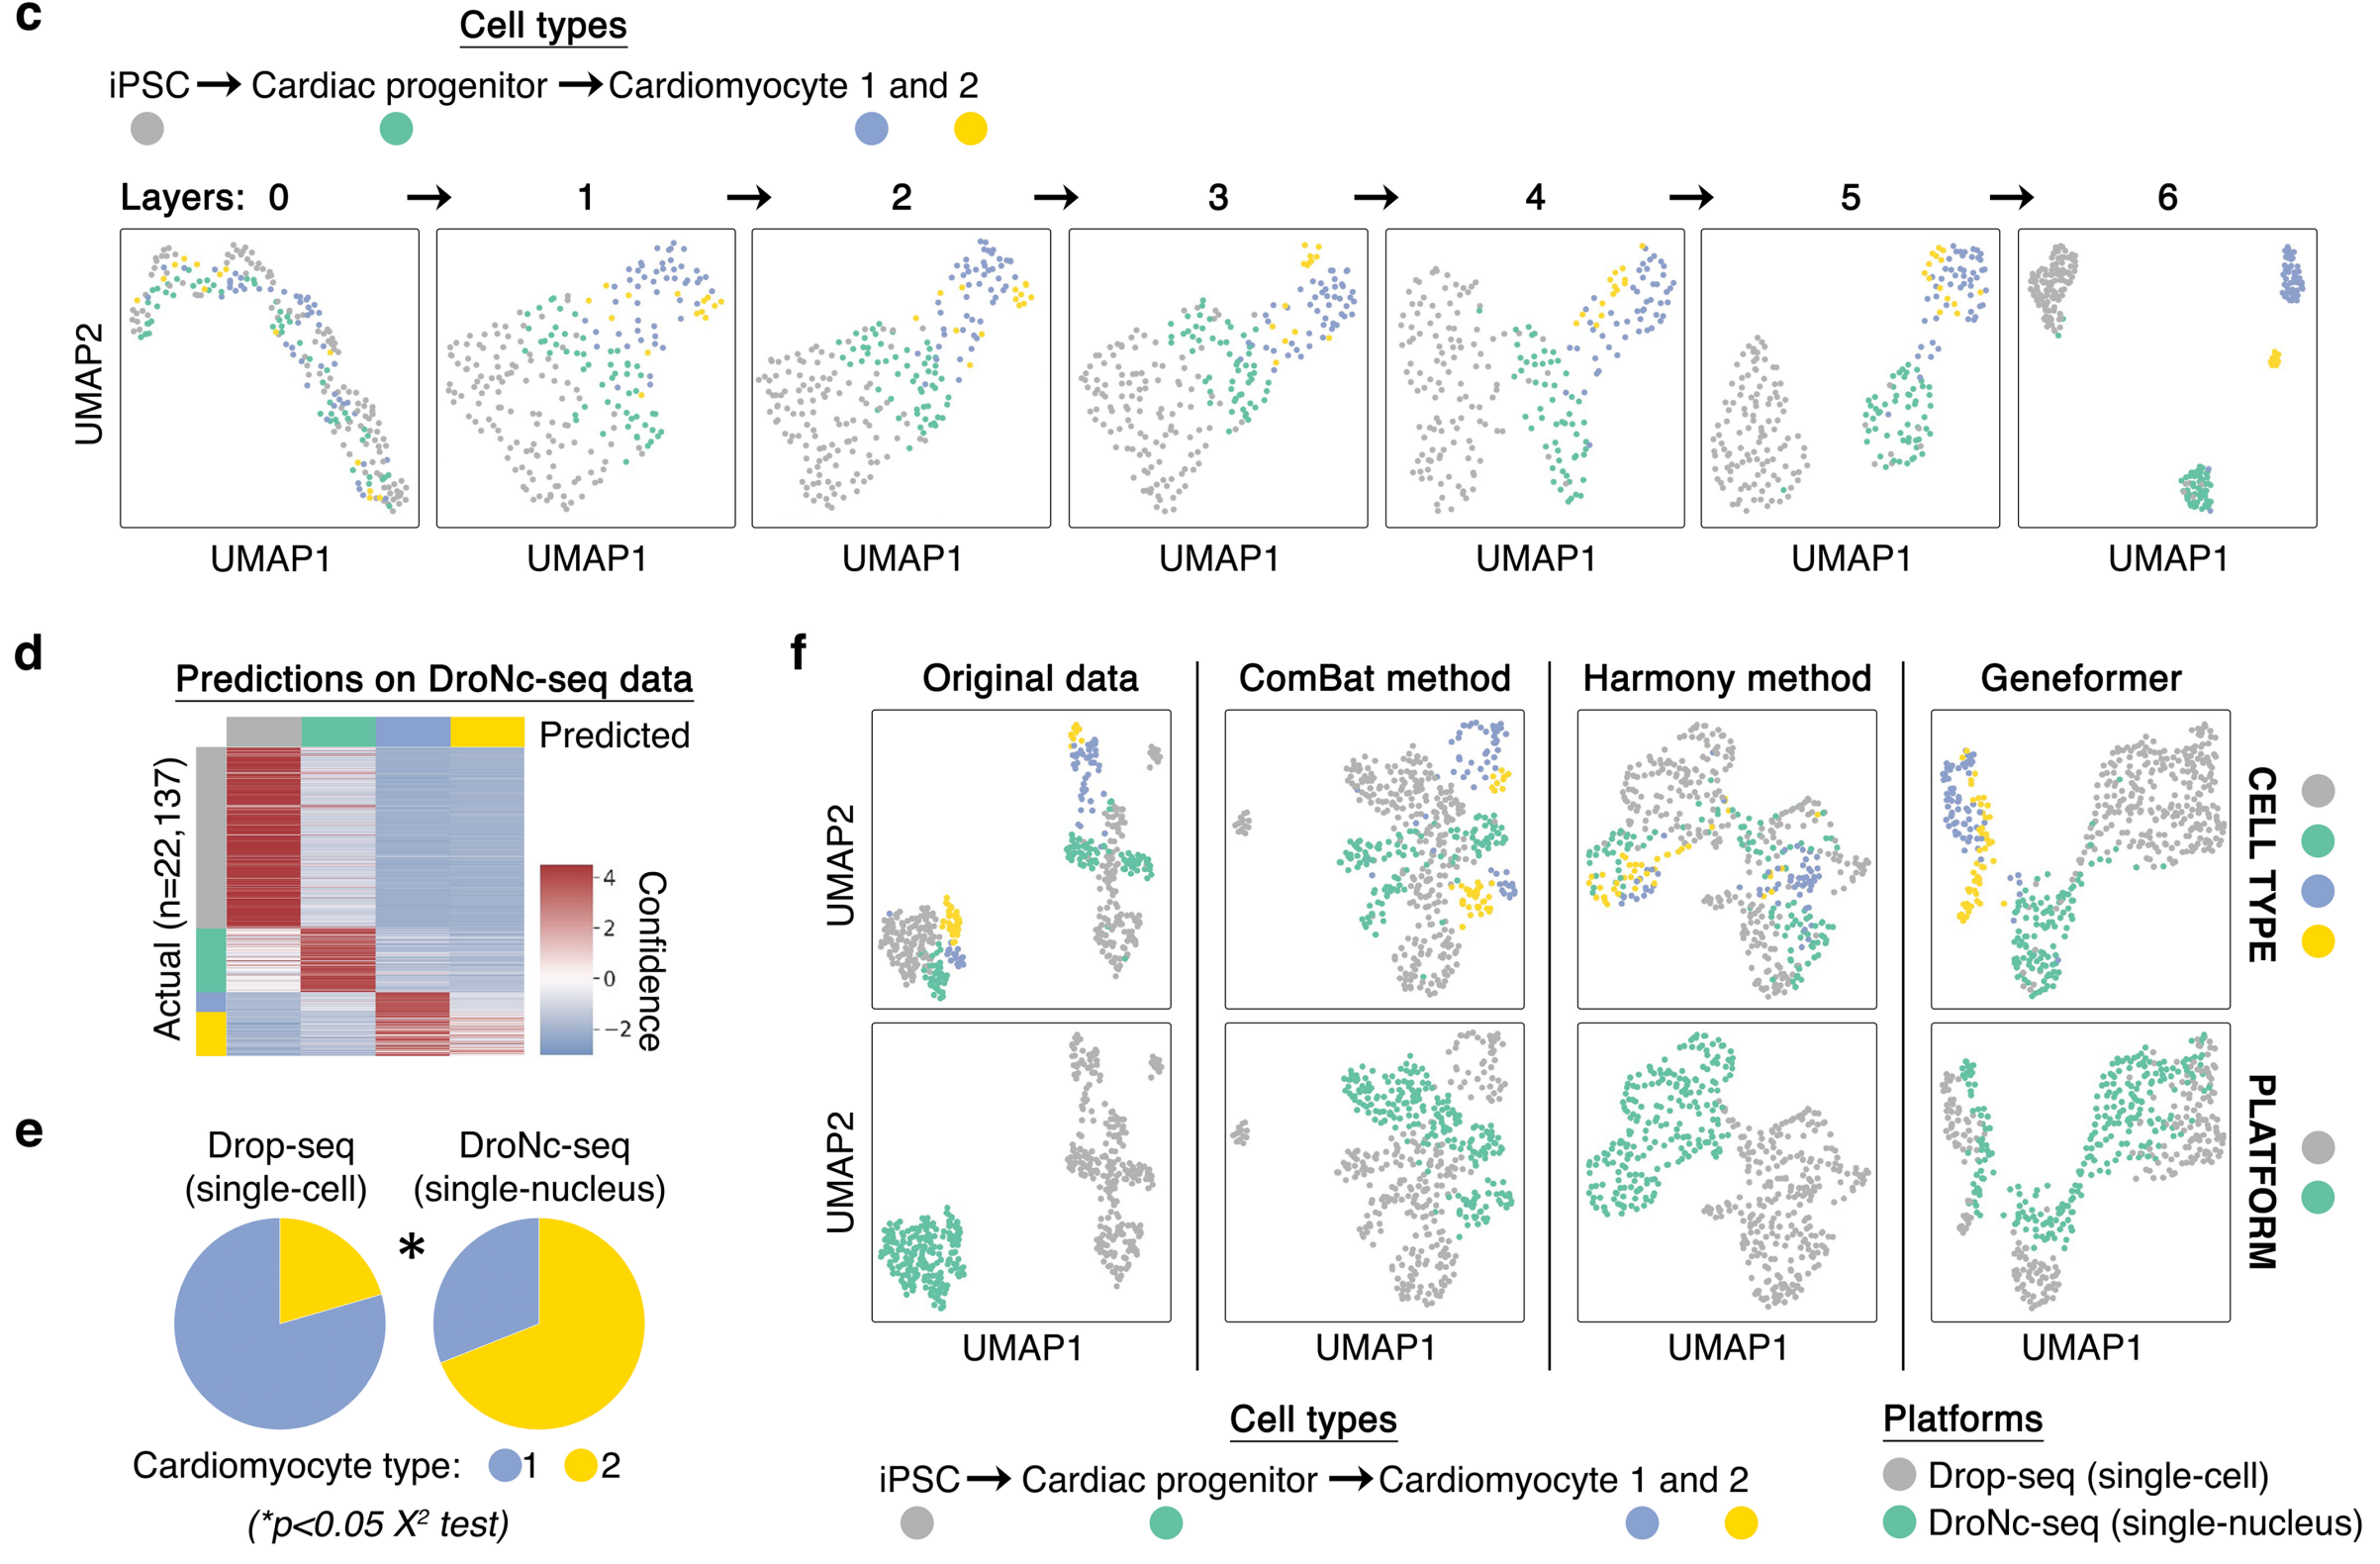 c
Cell types
iPSC → Cardiac progenitor → Cardiomyocyte 1 and 2
Layers: 0 → 1 → 2 → 3 → 4 → 5 → 6
UMAP2
UMAP1 UMAP1 UMAP1 UMAP1 UMAP1 UMAP1 UMAP1
d
Predictions on DroNc-seq data
Predicted
Actual (n=22,137)
4
2
0
−2
Confidence
e
Drop-seq
(single-cell)
DroNc-seq
(single-nucleus)
*
Cardiomyocyte type: 1 2
(*p<0.05 X² test)
f
Original data
ComBat method
Harmony method
Geneformer
UMAP2
CELL TYPE
UMAP2
PLATFORM
UMAP1 UMAP1 UMAP1 UMAP1
Cell types
iPSC → Cardiac progenitor → Cardiomyocyte 1 and 2
Platforms
Drop-seq (single-cell)
DroNc-seq (single-nucleus)